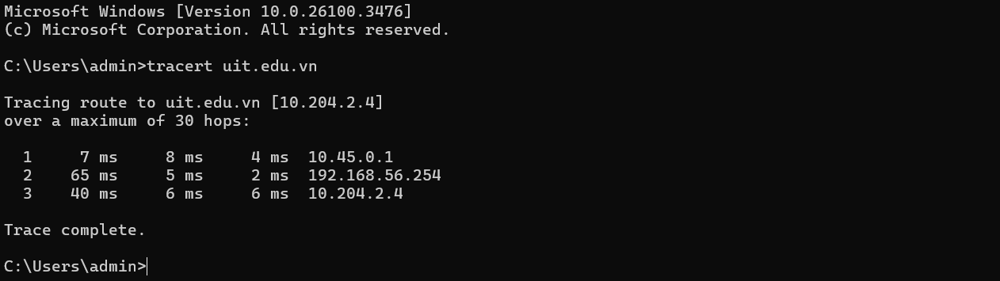 Microsoft Windows [Version 10.0.26100.3476]
(c) Microsoft Corporation. All rights reserved.
C:\Users\admin>tracert uit.edu.vn
Tracing route to uit.edu.vn [10.204.2.4]
over a maximum of 30 hops:
1 7 ms 8 ms 4 ms 10.45.0.1
2 65 ms 5 ms 2 ms 192.168.56.254
3 40 ms 6 ms 6 ms 10.204.2.4
Trace complete.
C:\Users\admin>